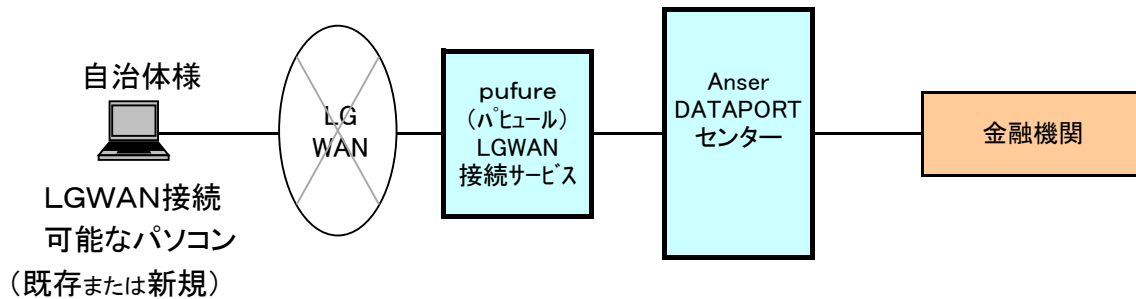 自治体様
LGWAN接続
可能なパソコン
（既存または新規）
LG
WAN
pufure
（ﾊﾟﾋｭｰﾙ）
LGWAN
接続ｻｰﾋﾞｽ
Anser
DATAPORT
センター
金融機関